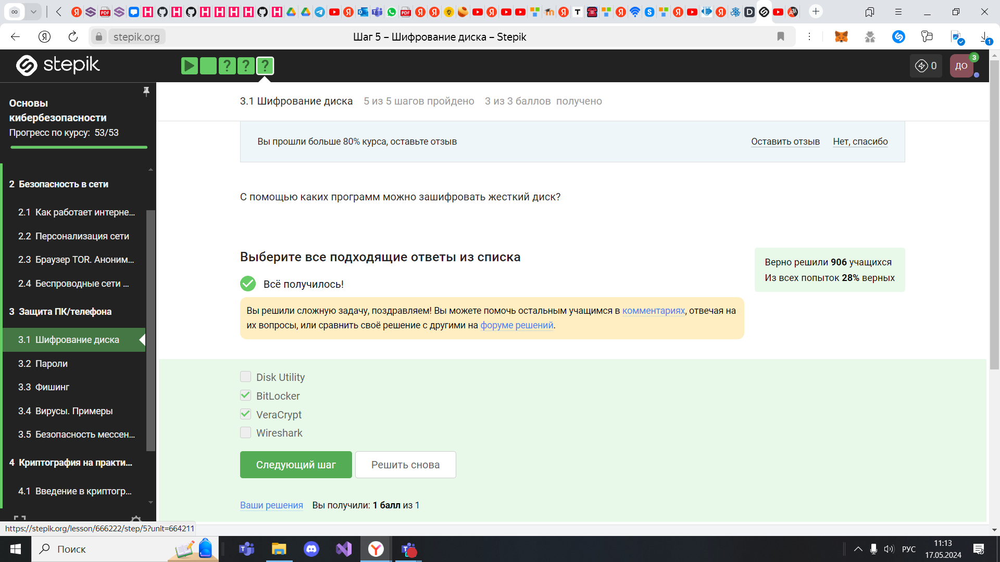 stepik.org
Шаг 5 – Шифрование диска – Stepik
1
stepik
? ? ?
0
ДО
3
Основы
кибербезопасности
Прогресс по курсу: 53/53
2 Безопасность в сети
2.1 Как работает интерне...
2.2 Персонализация сети
2.3 Браузер TOR. Аноним...
2.4 Беспроводные сети ...
3 Защита ПК/телефона
3.1 Шифрование диска
3.2 Пароли
3.3 Фишинг
3.4 Вирусы. Примеры
3.5 Безопасность мессен...
4 Криптография на практи...
4.1 Введение в криптогр...
3.1 Шифрование диска 5 из 5 шагов пройдено 3 из 3 баллов получено
Вы прошли больше 80% курса, оставьте отзыв
Оставить отзыв Нет, спасибо
С помощью каких программ можно зашифровать жесткий диск?
Выберите все подходящие ответы из списка
Всё получилось!
Вы решили сложную задачу, поздравляем! Вы можете помочь остальным учащимся в комментариях, отвечая на
их вопросы, или сравнить своё решение с другими на форуме решений.
Верно решили 906 учащихся
Из всех попыток 28% верных
Disk Utility
BitLocker
VeraCrypt
Wireshark
Следующий шаг Решить снова
Ваши решения Вы получили: 1 балл из 1
https://stepik.org/lesson/666222/step/5?unit=664211
Поиск
РУС
11:13
17.05.2024